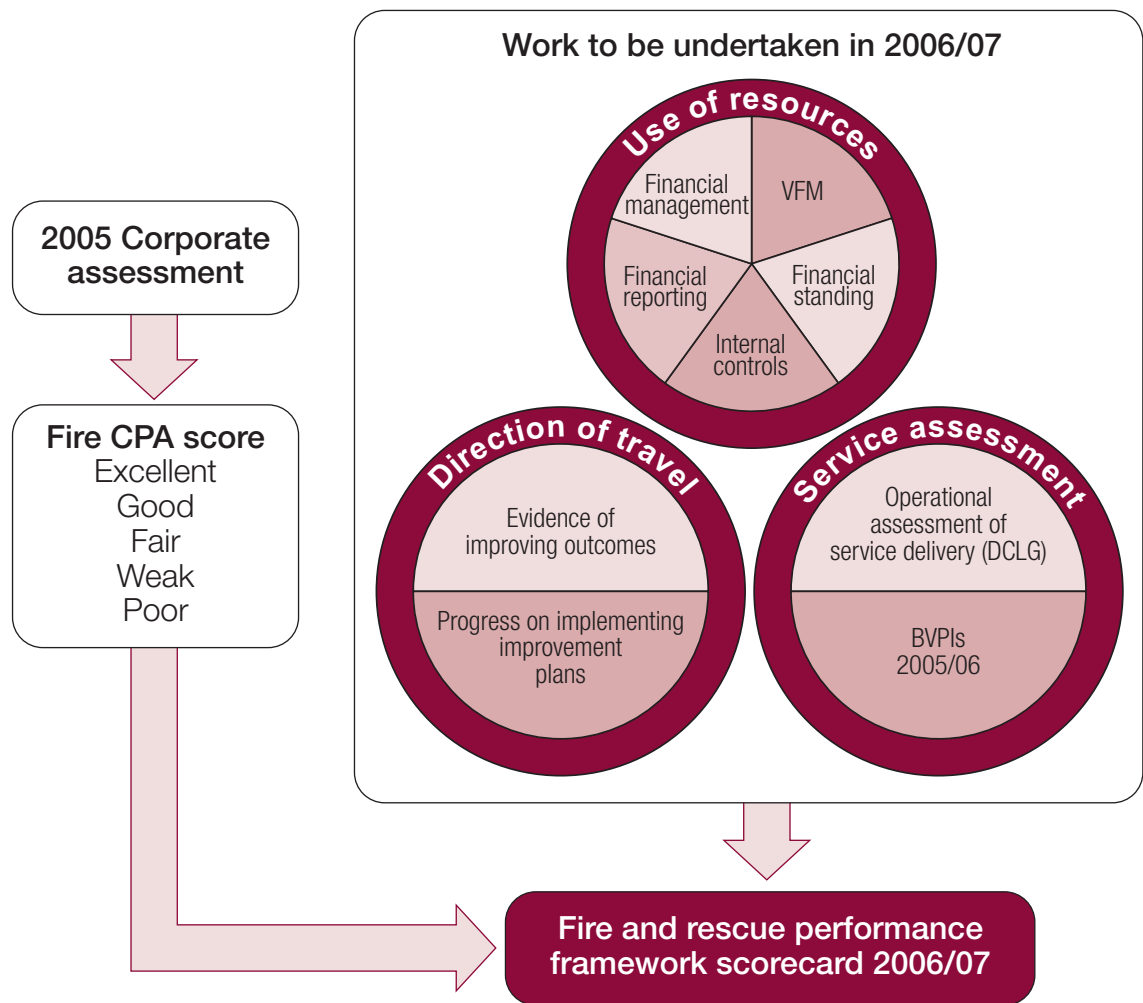 Work to be undertaken in 2006/07
Use of resources
Financial
management
VFM
Financial
reporting
Financial
standing
Internal
controls
2005 Corporate
assessment
Fire CPA score
Excellent
Good
Fair
Weak
Poor
Direction of travel
Evidence of
improving outcomes
Progress on implementing
improvement
plans
Service assessment
Operational
assessment of
service delivery (DCLG)
BVPIs
2005/06
Fire and rescue performance
framework scorecard 2006/07